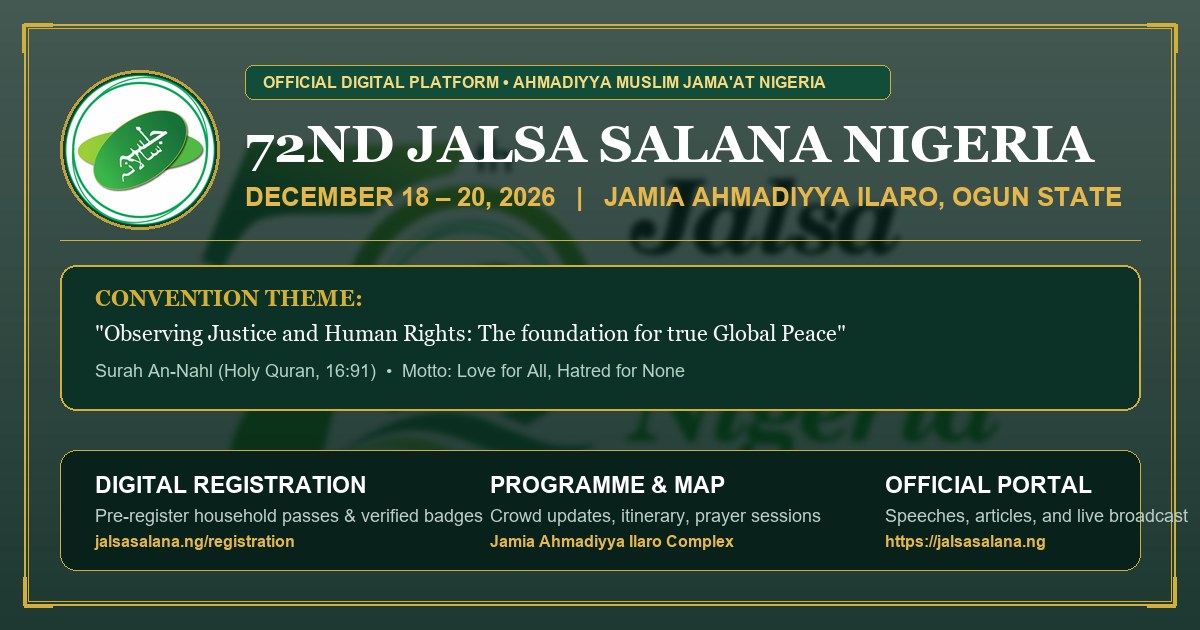 OFFICIAL DIGITAL PLATFORM • AHMADIYYA MUSLIM JAMA'AT NIGERIA
جلسہ سالانہ
72ND JALSA SALANA NIGERIA
DECEMBER 18 – 20, 2026 | JAMIA AHMADIYYA ILARO, OGUN STATE
Jalsa
CONVENTION THEME:
"Observing Justice and Human Rights: The foundation for true Global Peace"
Surah An-Nahl (Holy Quran, 16:91) • Motto: Love for All, Hatred for None
Nigeria
DIGITAL REGISTRATION
Pre-register household passes & verified badges
jalsasalana.ng/registration
PROGRAMME & MAP
Crowd updates, itinerary, prayer sessions
Jamia Ahmadiyya Ilaro Complex
OFFICIAL PORTAL
Speeches, articles, and live broadcast
https://jalsasalana.ng